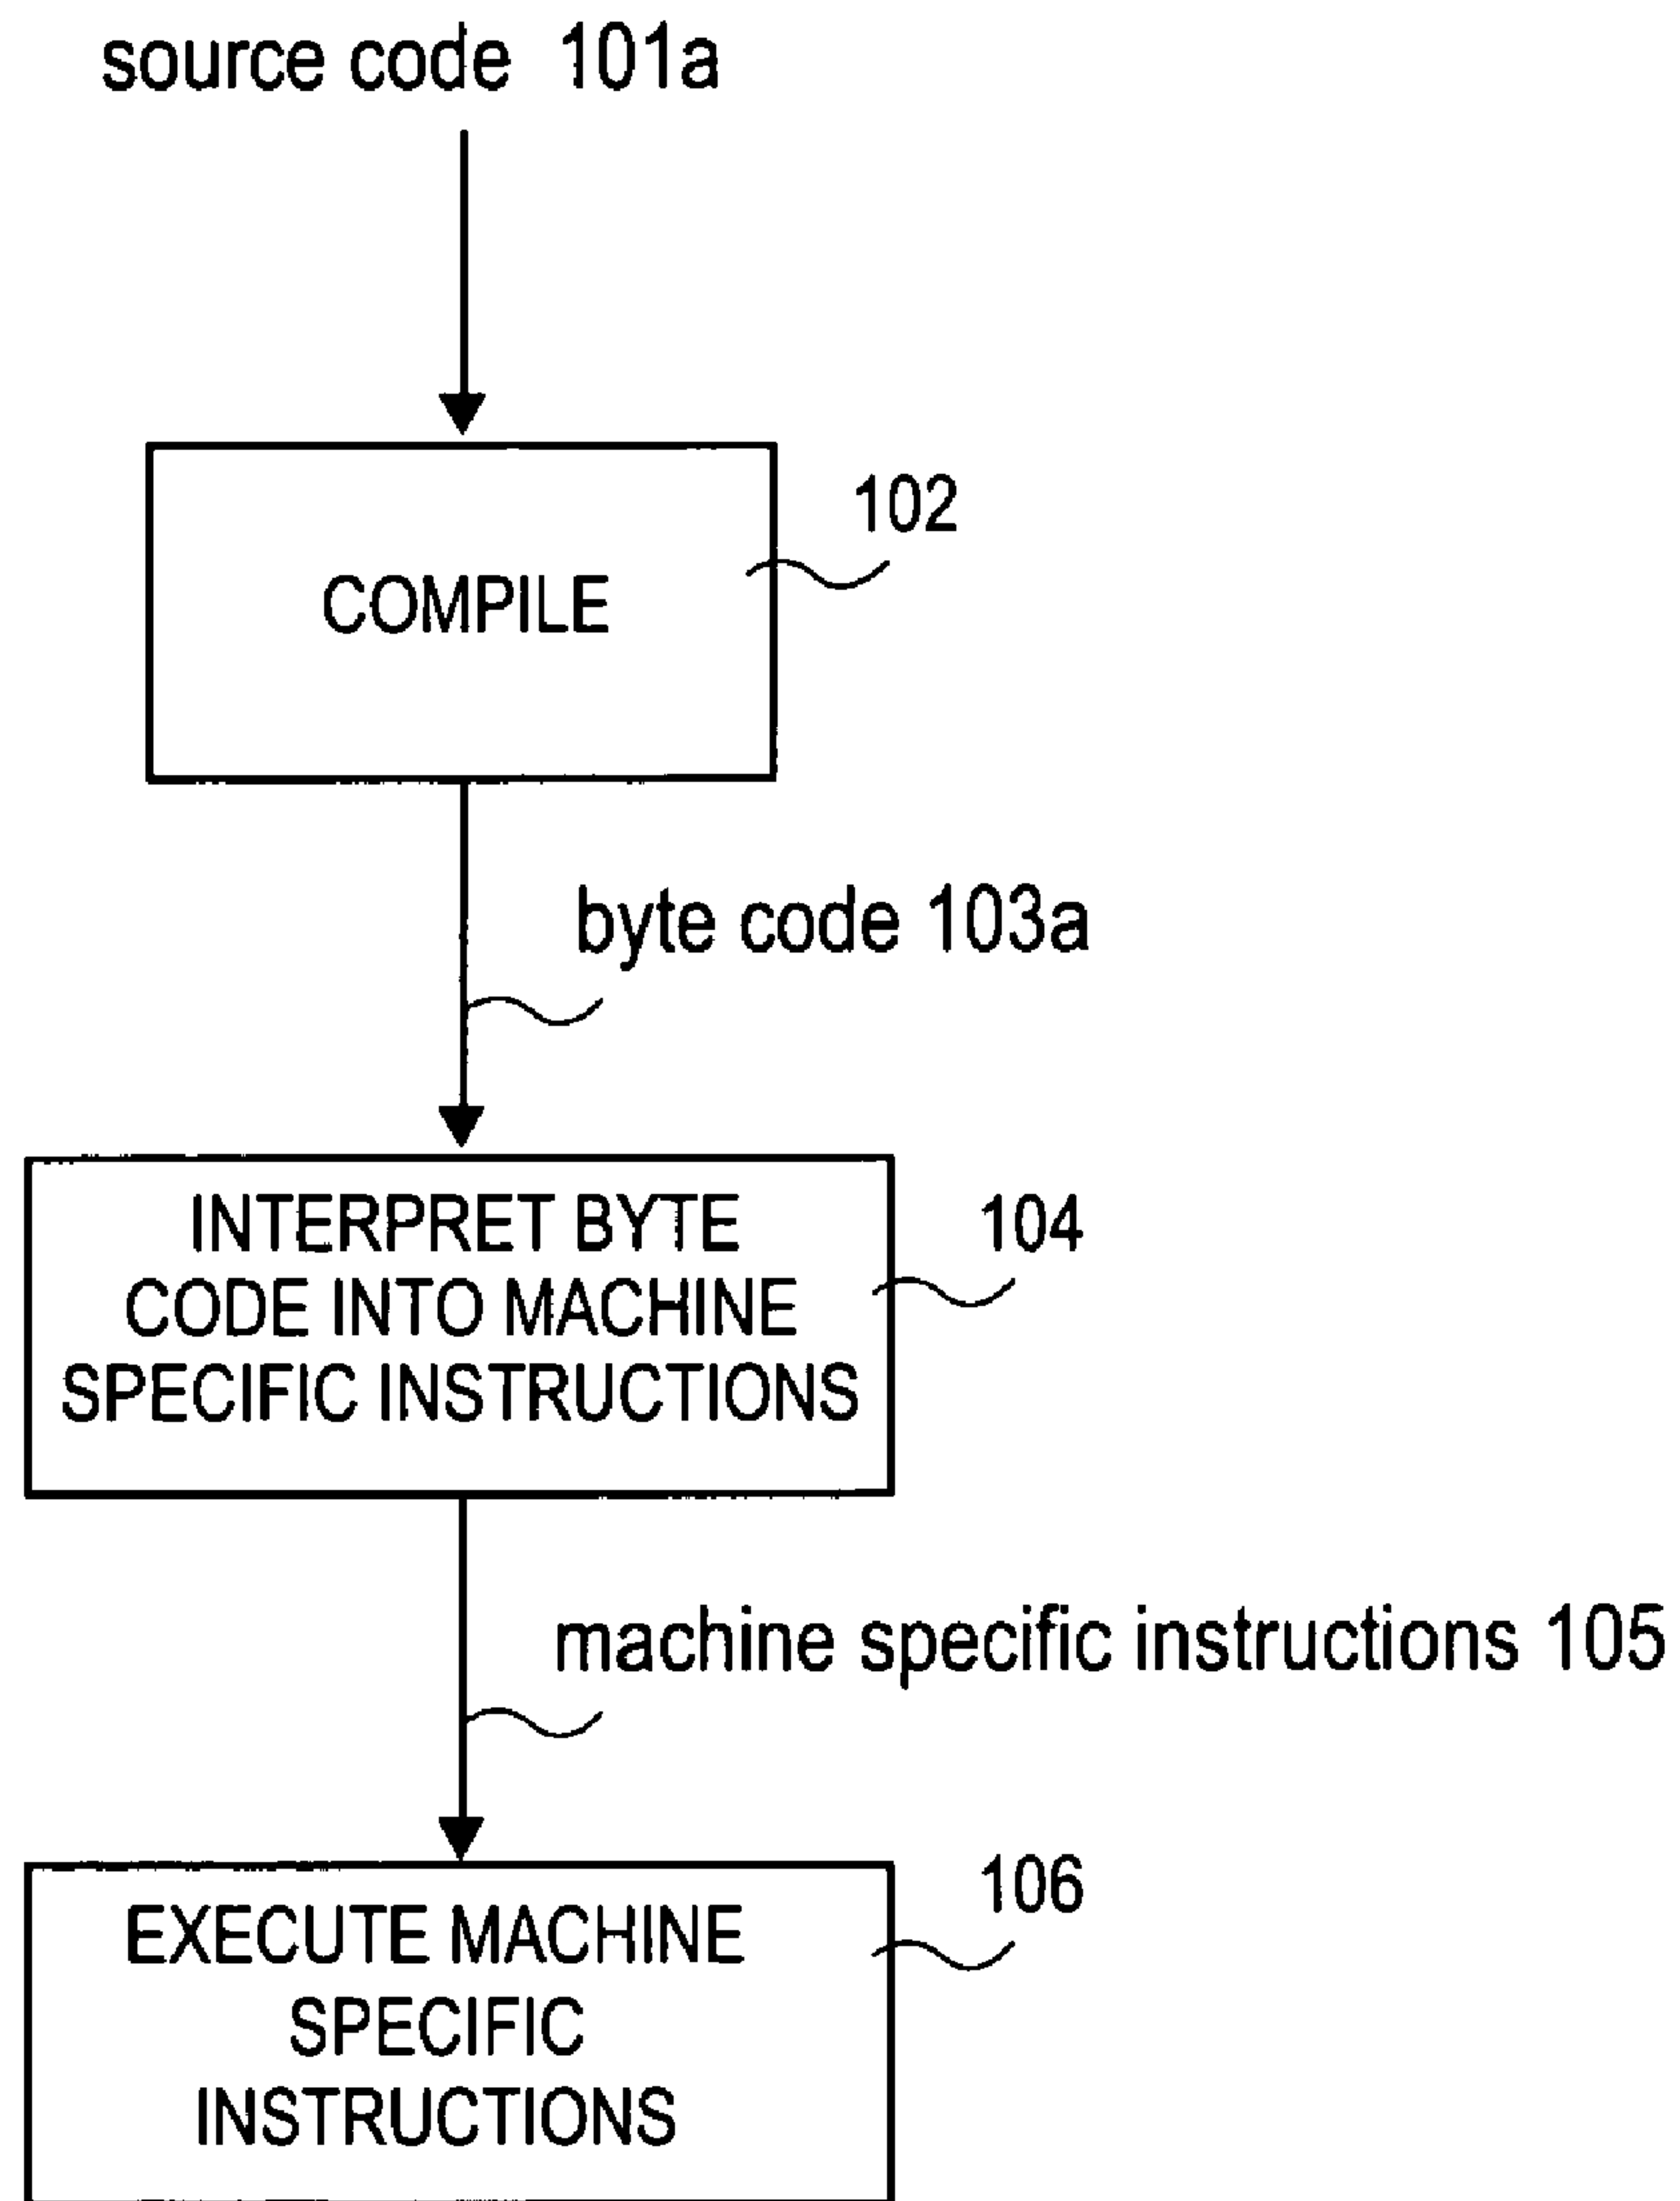 source code 101a
102
COMPILE
byte code 103a
INTERPRET BYTE
CODE INTO MACHINE
SPECIFIC INSTRUCTIONS
104
machine specific instructions 105
106
EXECUTE MACHINE
SPECIFIC
INSTRUCTIONS